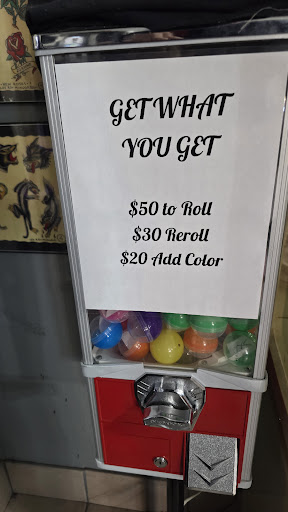 GET WHAT
YOU GET
$50 to Roll
$30 Reroll
$20 Add Color